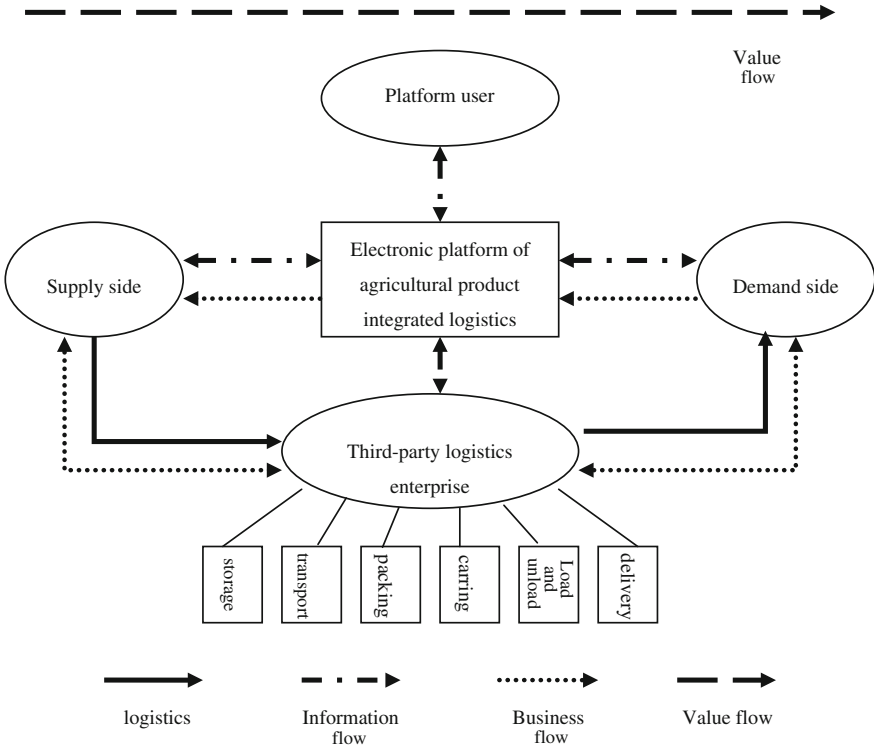 Value
flow
Platform user
Electronic platform of
agricultural product
integrated logistics
Supply side
Demand side
Third-party logistics
enterprise
storage
transport
packing
carring
Load
and
unload
delivery
logistics
Information
flow
Business
flow
Value flow